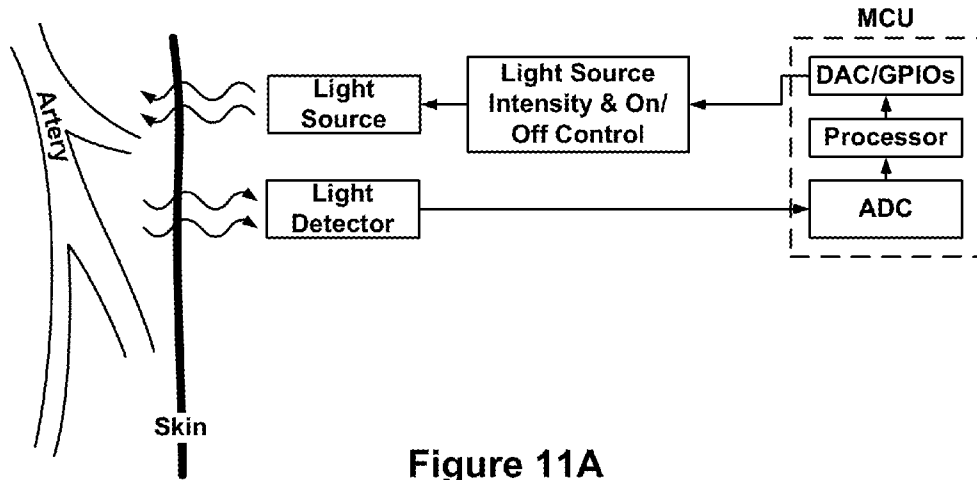 MCU
Artery
Light
Source
Light Source
Intensity & On/
Off Control
DAC/GPIOs
Processor
Light
Detector
ADC
Skin
Figure 11A